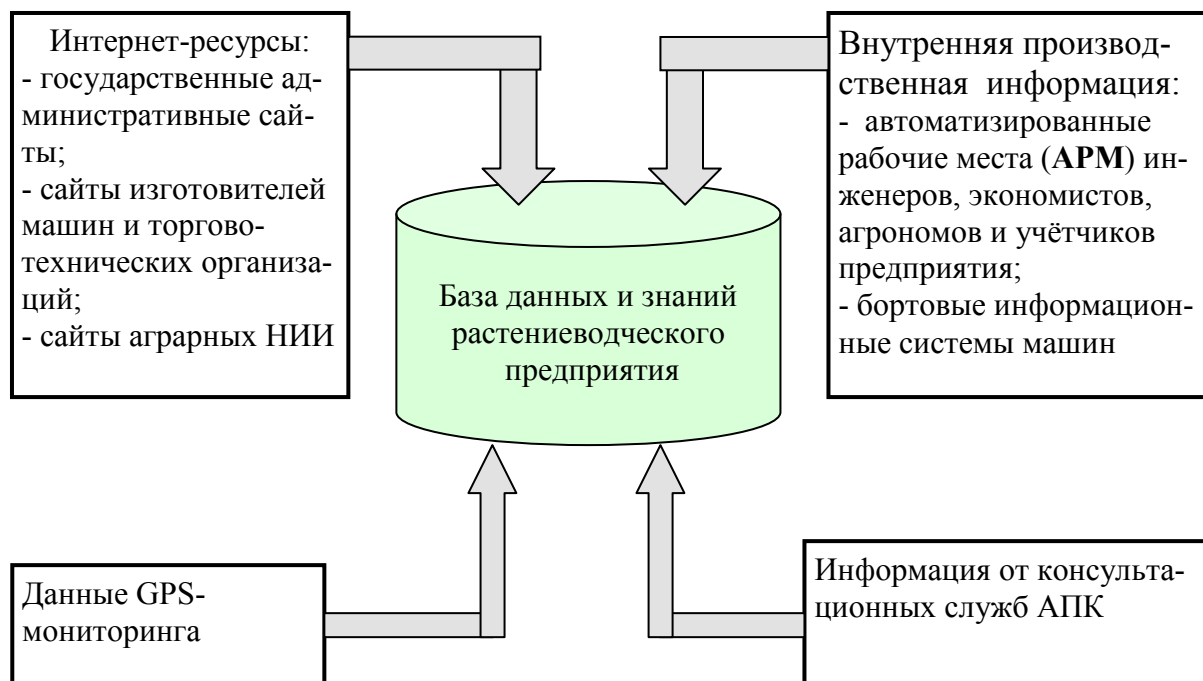 Интернет-ресурсы:
- государственные ад-
министративные сай-
ты;
- сайты изготовителей
машин и торгово-
технических организа-
ций;
- сайты аграрных НИИ
Внутренняя производ-
ственная информация:
- автоматизированные
рабочие места (АРМ) ин-
женеров, экономистов,
агрономов и учётчиков
предприятия;
- бортовые информацион-
ные системы машин
База данных и знаний
растениеводческого
предприятия
Данные GPS-
мониторинга
Информация от консульта-
ционных служб АПК